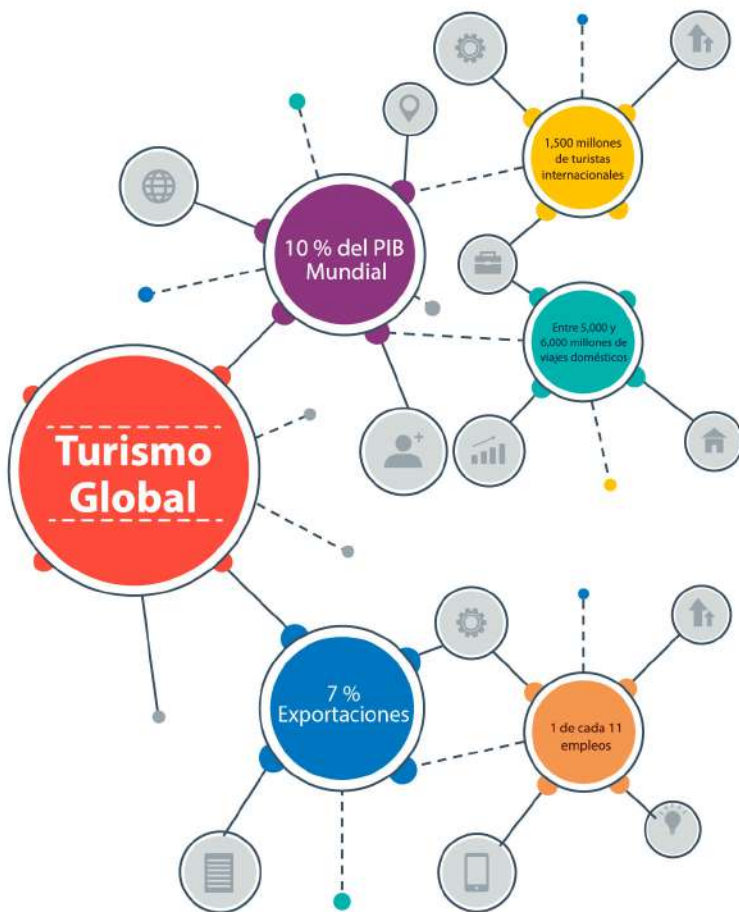 1,500 millones
de turistas
internacionales
10 % del PIB
Mundial
Entre 5,000 y
6,000 millones de
viajes domésticos
Turismo
Global
7 %
Exportaciones
1 de cada 11
empleos